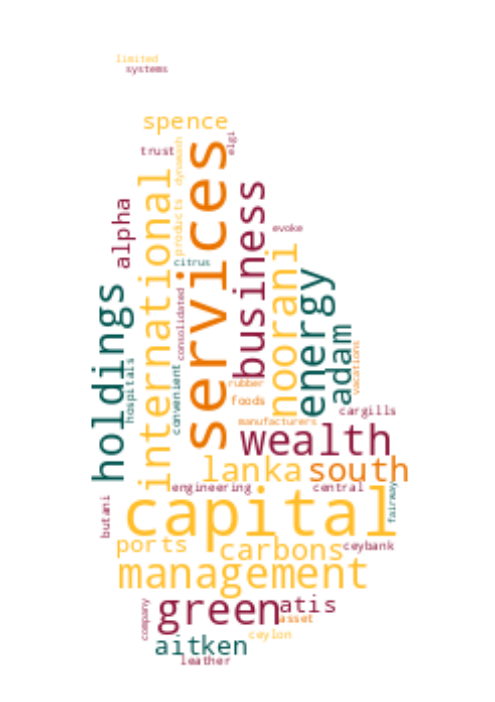 limited
systems
spence
trust
elgi
dynawash
services
international
products
alpha
business
evoke
citrus
noorani
energy
holdings
consolidated
adam
vacations
hospitals
convenient
rubber
foods
cargills
manufacturers
wealth
lanka
south
engineering
central
fairway
capital
butani
ports
carbons
ceybank
management
green
atis
company
asset
ceylon
aitken
leather